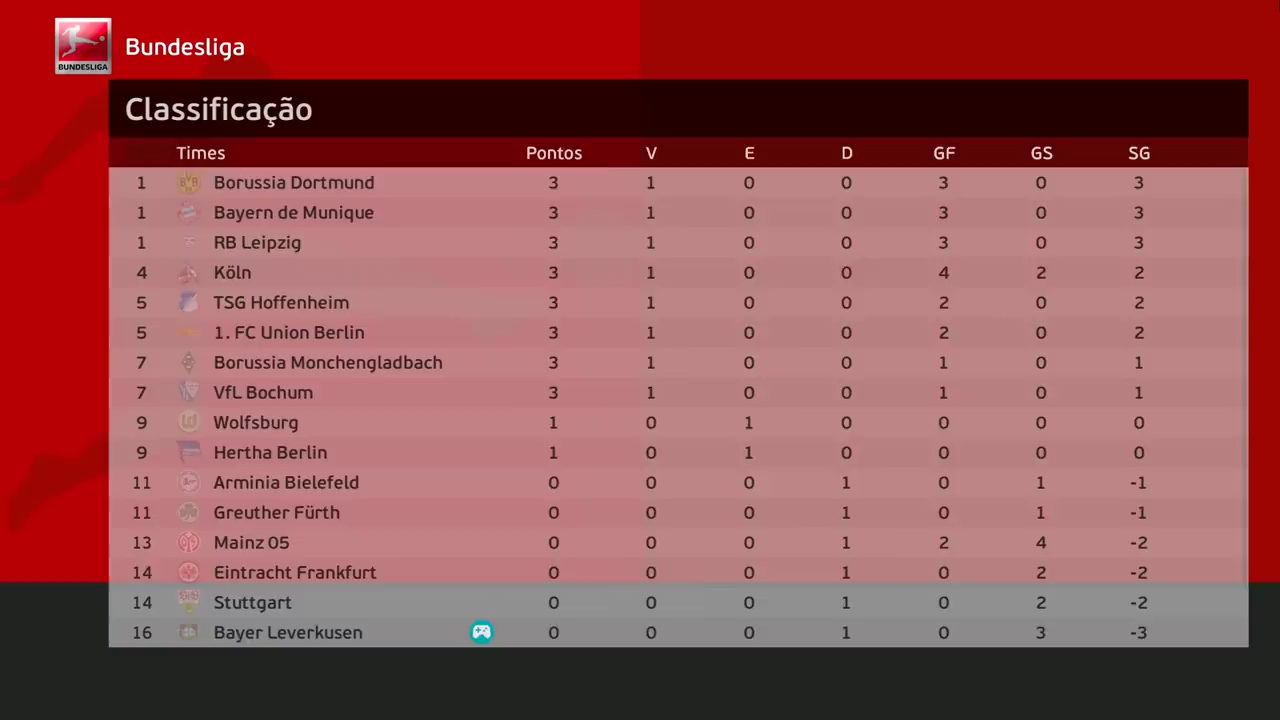 Bundesliga
BUNDESLIGA
Classificação
Times Pontos V E D GF GS SG
1 Borussia Dortmund 3 1 0 0 3 0 3
1 Bayern de Munique 3 1 0 0 3 0 3
1 RB Leipzig 3 1 0 0 3 0 3
4 Köln 3 1 0 0 4 2 2
5 TSG Hoffenheim 3 1 0 0 2 0 2
5 1. FC Union Berlin 3 1 0 0 2 0 2
7 Borussia Monchengladbach 3 1 0 0 1 0 1
7 VfL Bochum 3 1 0 0 1 0 1
9 Wolfsburg 1 0 1 0 0 0 0
9 Hertha Berlin 1 0 1 0 0 0 0
11 Arminia Bielefeld 0 0 0 1 0 1 -1
11 Greuther Fürth 0 0 0 1 0 1 -1
13 Mainz 05 0 0 0 1 2 4 -2
14 Eintracht Frankfurt 0 0 0 1 0 2 -2
14 Stuttgart 0 0 0 1 0 2 -2
16 Bayer Leverkusen 0 0 0 1 0 3 -3